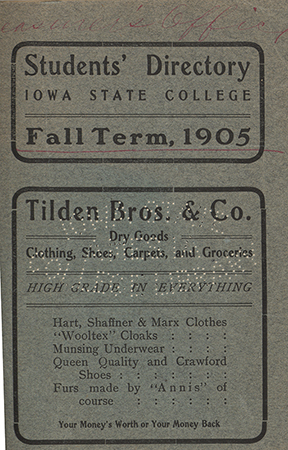 Students' Directory
IOWA STATE COLLEGE
Fall Term, 1905
Tilden Bros. & Co.
Dry Goods
Clothing, Shoes, Carpets, and Groceries
HIGH GRADE IN EVERYTHING
Hart, Shaffner & Marx Clothes
"Wooltex" Cloaks : : : :
Munsing Underwear : : : :
Queen Quality and Crawford
Shoes : : : : : : :
Furs made by "Annis" of
course : : : : :
Your Money's Worth or Your Money Back